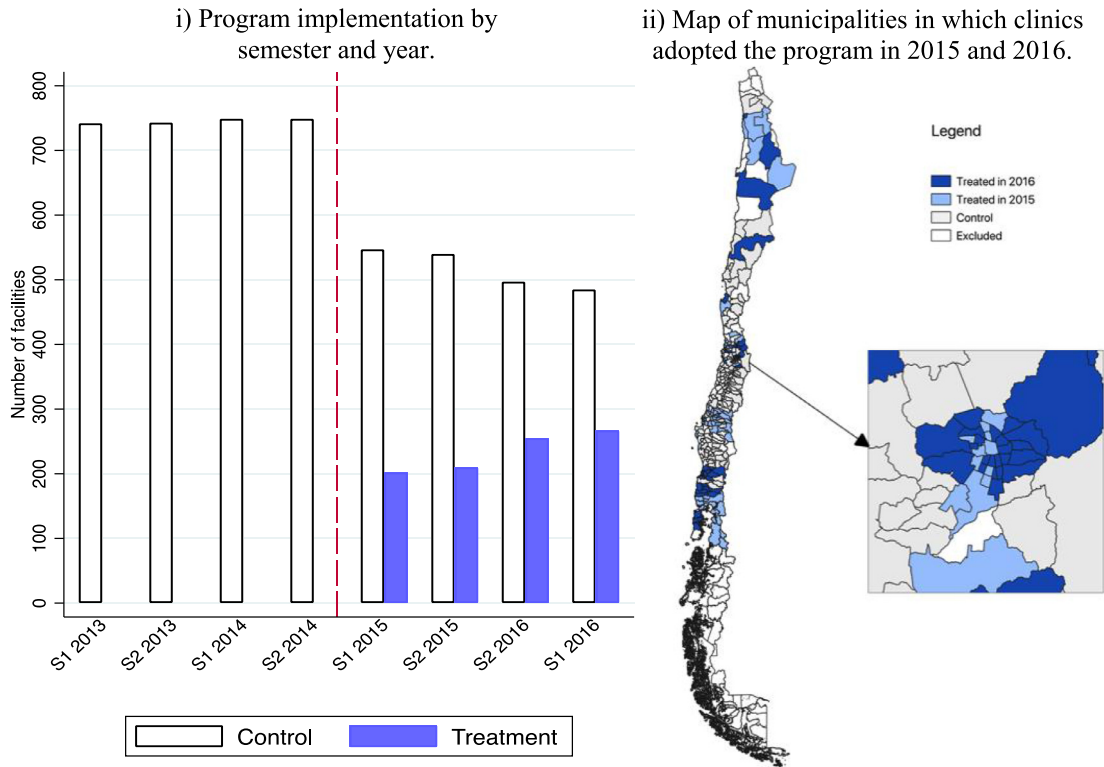 i) Program implementation by
semester and year.
800
700
600
500
400
300
200
100
0
Number of facilities
S1 2013
S2 2013
S1 2014
S2 2014
S1 2015
S2 2015
S2 2016
S1 2016
Control
Treatment
ii) Map of municipalities in which clinics
adopted the program in 2015 and 2016.
Legend
Treated in 2016
Treated in 2015
Control
Excluded